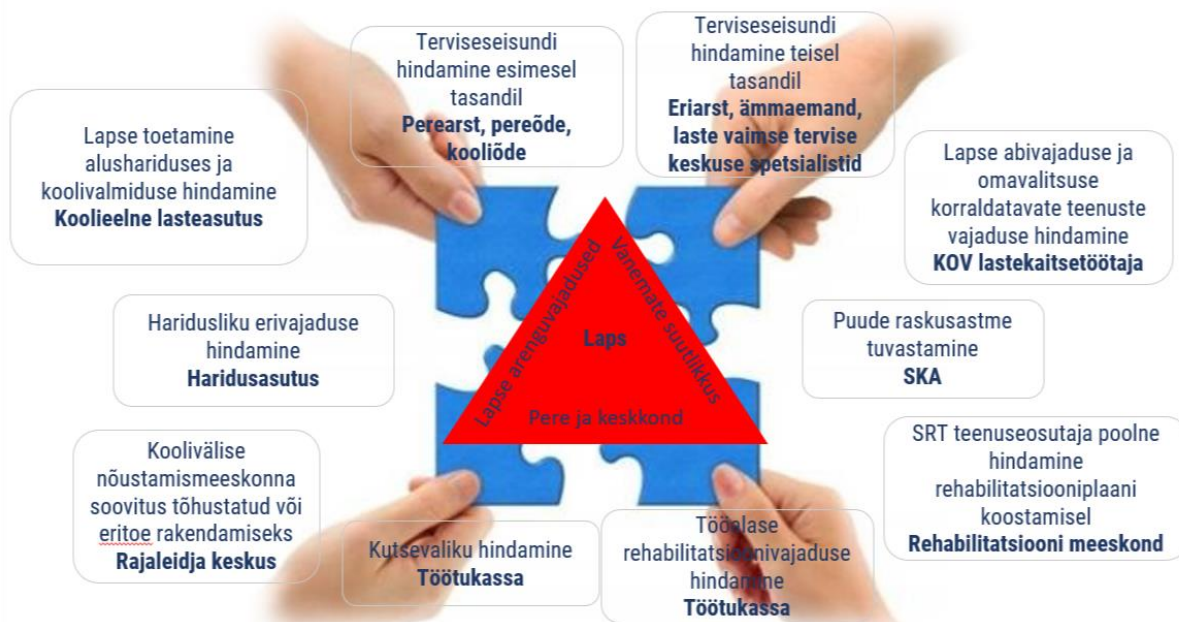 Terviseseisundi
hindamine esimesel
tasandil
Perearst, pereõde,
kooliõde
Terviseseisundi
hindamine teisel
tasandil
Eriarst, ämmaemand,
laste vaimse tervise
keskuse spetsialistid
Lapse toetamine
alushariduses ja
koolivalmiduse hindamine
Koolieelne lasteasutus
Lapse abivajaduse ja
omavalitsuse
korraldatavate teenuste
vajaduse hindamine
KOV lastekaitsetöötaja
Haridusliku erivajaduse
hindamine
Haridusasutus
Lapse arenguvajadused
Vanemate suutlikkus
Laps
Pere ja keskkond
Puude raskusastme
tuvastamine
SKA
Koolivälise
nõustamismeeskonna
soovitus tõhustatud või
eritoe rakendamiseks
Rajaleidja keskus
Kutsevaliku hindamine
Töötukassa
Tööalase
rehabilitatsioonivajaduse
hindamine
Töötukassa
SRT teenuseosutaja poolne
hindamine
rehabilitatsiooniplaani
koostamisel
Rehabilitatsiooni meeskond